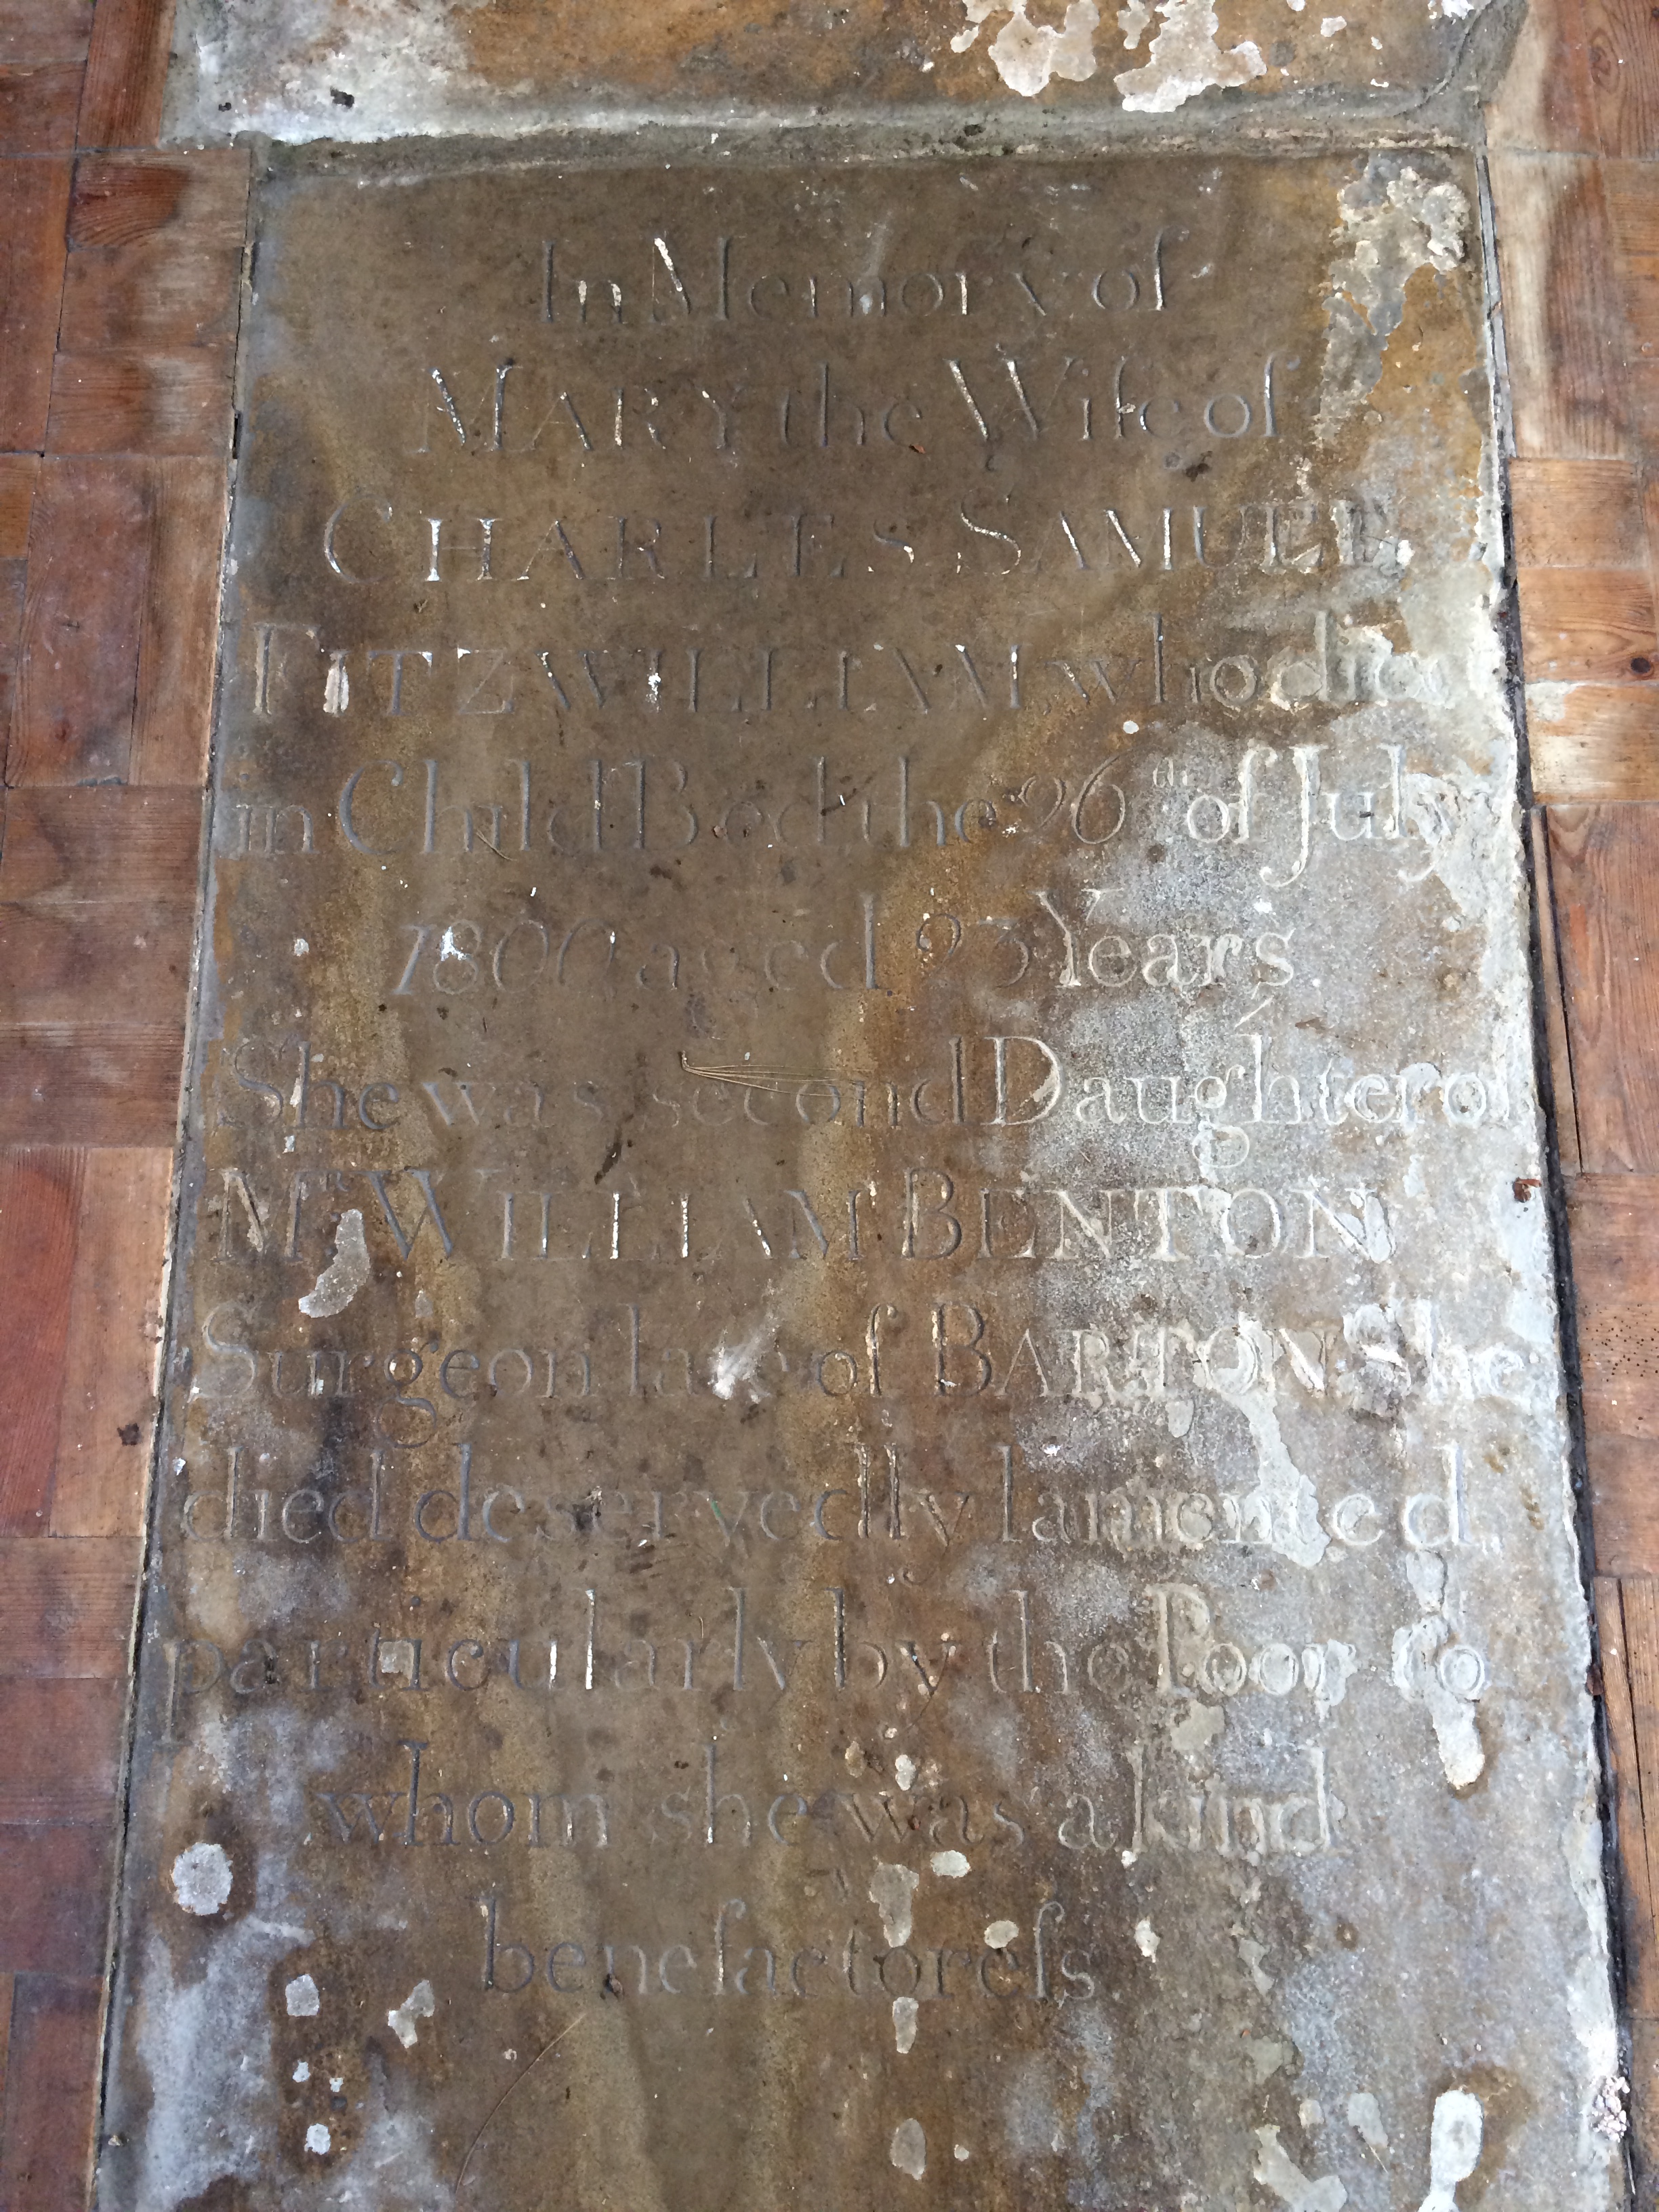 In Memory of
MARY the Wife of
CHARLES SAMUEL
FITZWILLIAM, who died
in Child Bed the 26th of July
1800, aged 23 Years
She was second Daughter of
Mr. WILLIAM BENTON
Surgeon late of BARTON She
died deservedly lamented,
particularly by the Poor to
whom she was a kind
benefactoreſs.